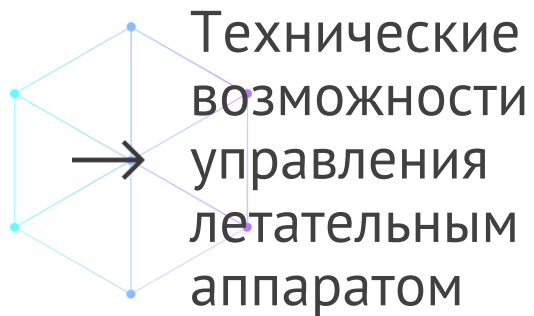 Технические
возможности
управления
летательным
аппаратом